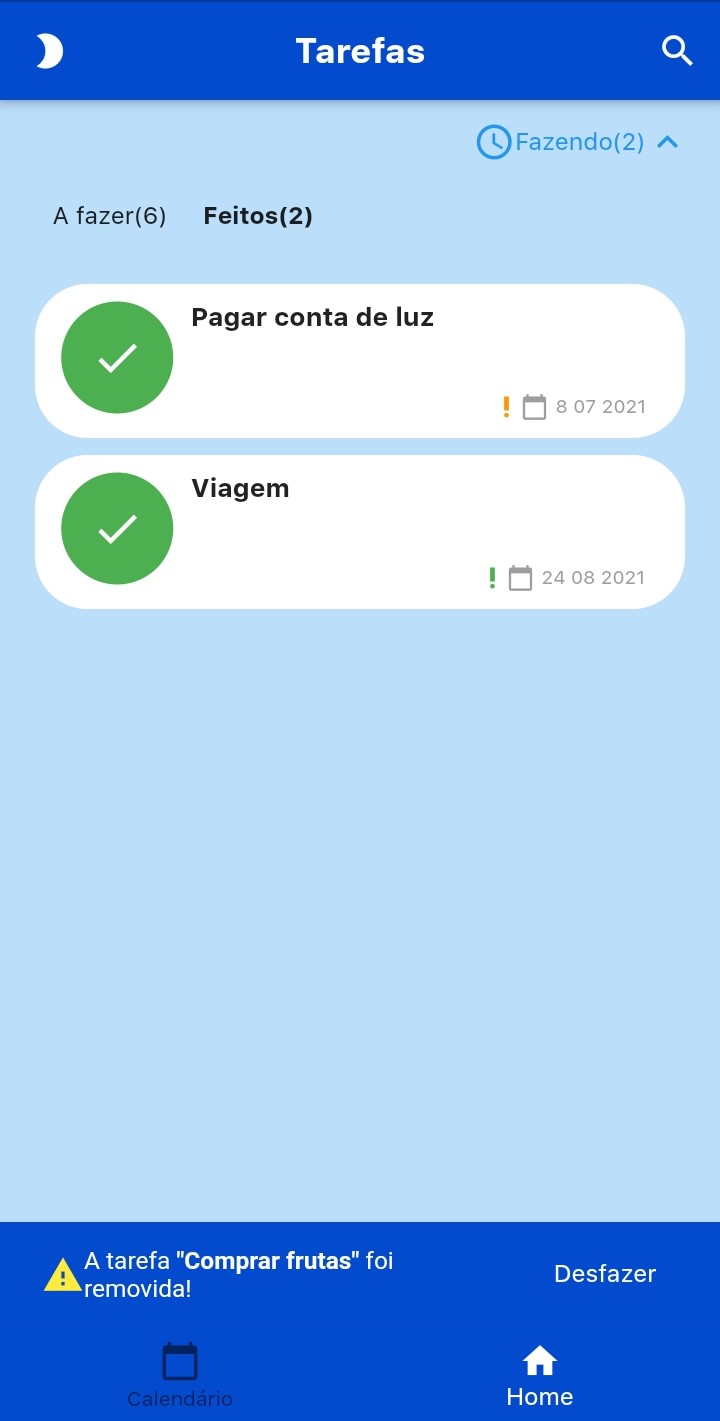 Tarefas
Fazendo(2)
A fazer(6) Feitos(2)
Pagar conta de luz
8 07 2021
Viagem
24 08 2021
A tarefa "Comprar frutas" foi
removida!
Desfazer
Calendário
Home